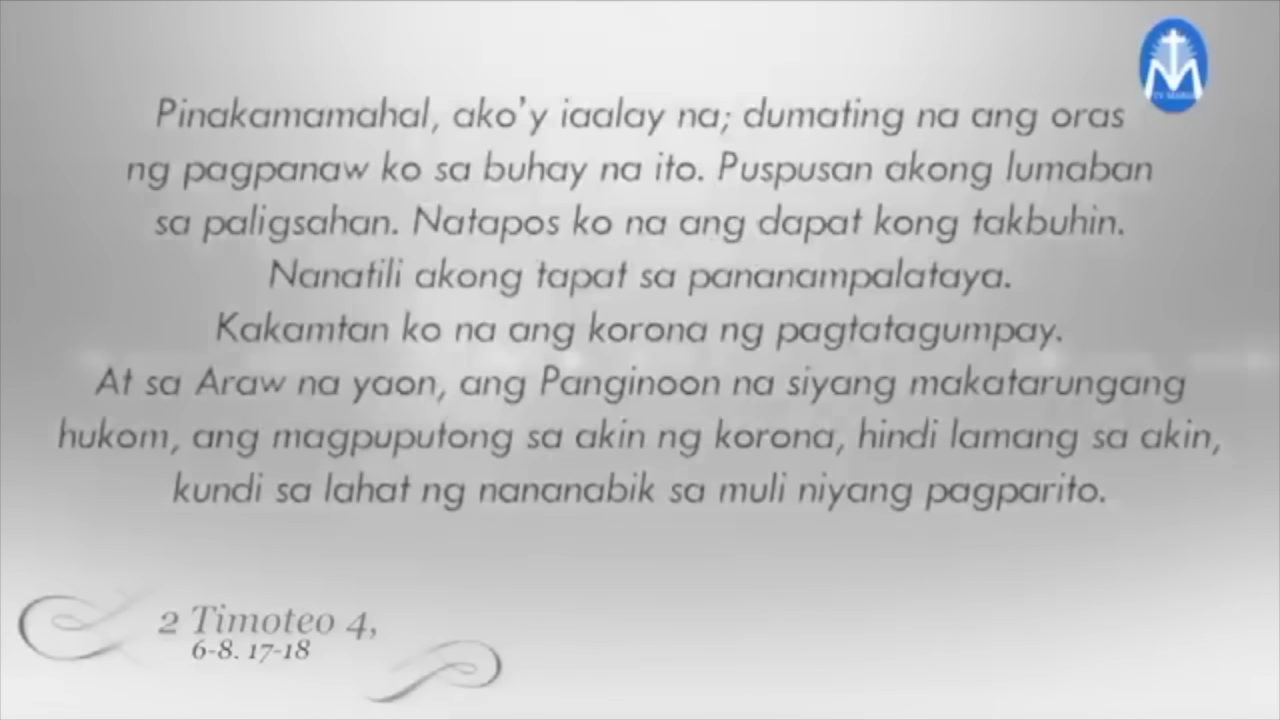 Pinakamamahal, ako'y iaalay na; dumating na ang oras
ng pagpanaw ko sa buhay na ito. Puspusan akong lumaban
sa paligsahan. Natapos ko na ang dapat kong takbuhin.
Nanatili akong tapat sa pananampalataya.
Kakamtan ko na ang korona ng pagtatagumpay.
At sa Araw na yaon, ang Panginoon na siyang makatarungang
hukom, ang magpuputong sa akin ng korona, hindi lamang sa akin,
kundi sa lahat ng nananabik sa muli niyang pagparito.
2 Timoteo 4,
6-8. 17-18
TV MARIA